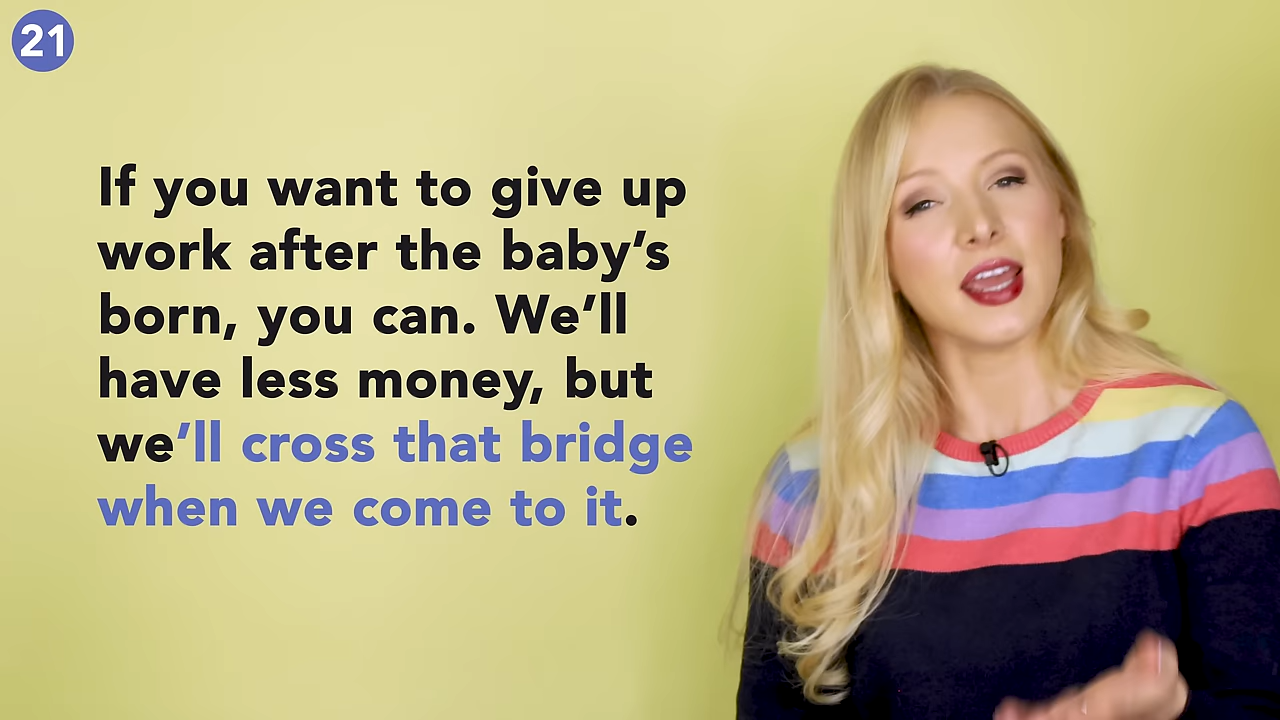 21
If you want to give up
work after the baby’s
born, you can. We’ll
have less money, but
we’ll cross that bridge
when we come to it.